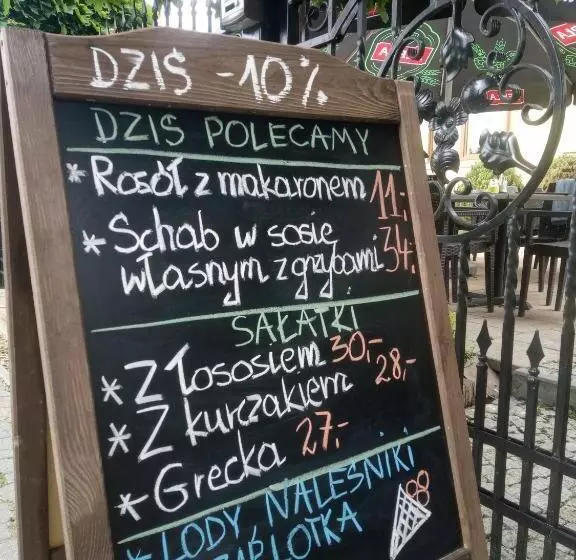 DZIŚ -10%
DZIŚ POLECAMY
* Rosół z makaronem 11,-
* Schab w sosie
własnym z grzybami 34,-
SAŁATKI
* Z łososiem 30,-
* Z kurczakiem 28,-
* Grecka 27,-
* LODY NALEŚNIKI